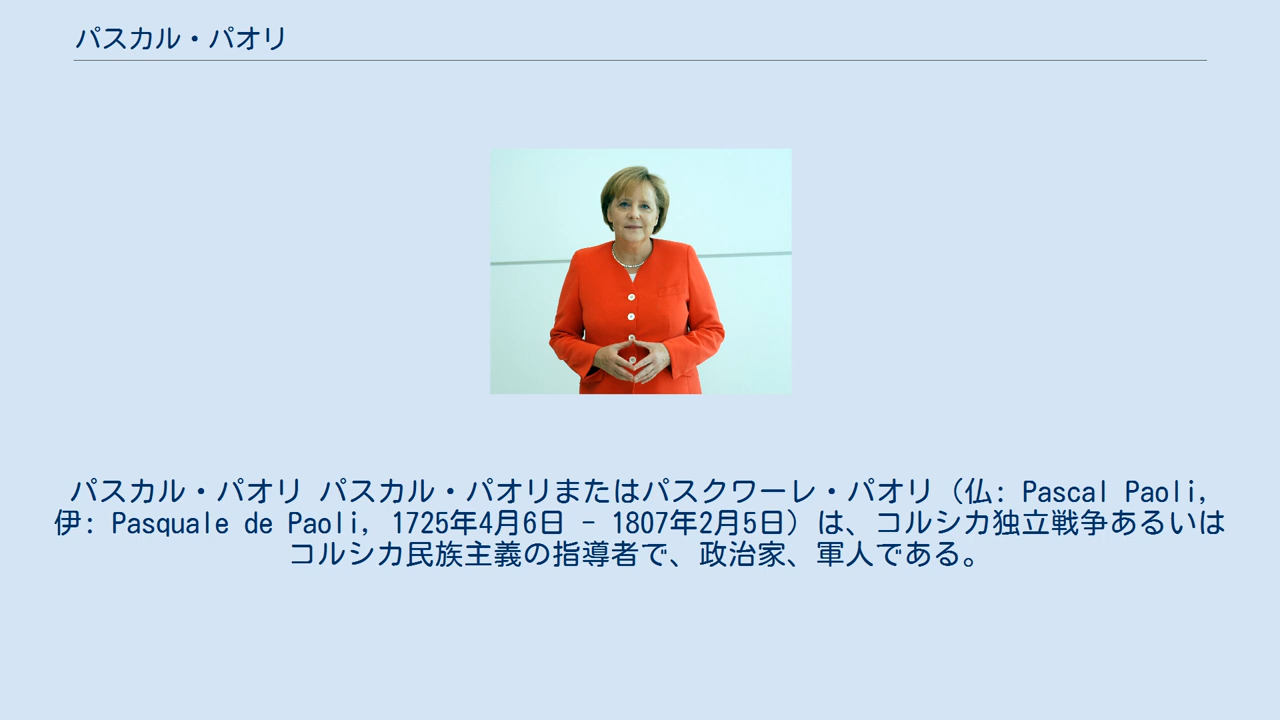 パスカル・パオリ
パスカル・パオリ パスカル・パオリまたはパスクワーレ・パオリ（仏: Pascal Paoli,
伊: Pasquale de Paoli, 1725年4月6日 - 1807年2月5日）は、コルシカ独立戦争あるいは
コルシカ民族主義の指導者で、政治家、軍人である。